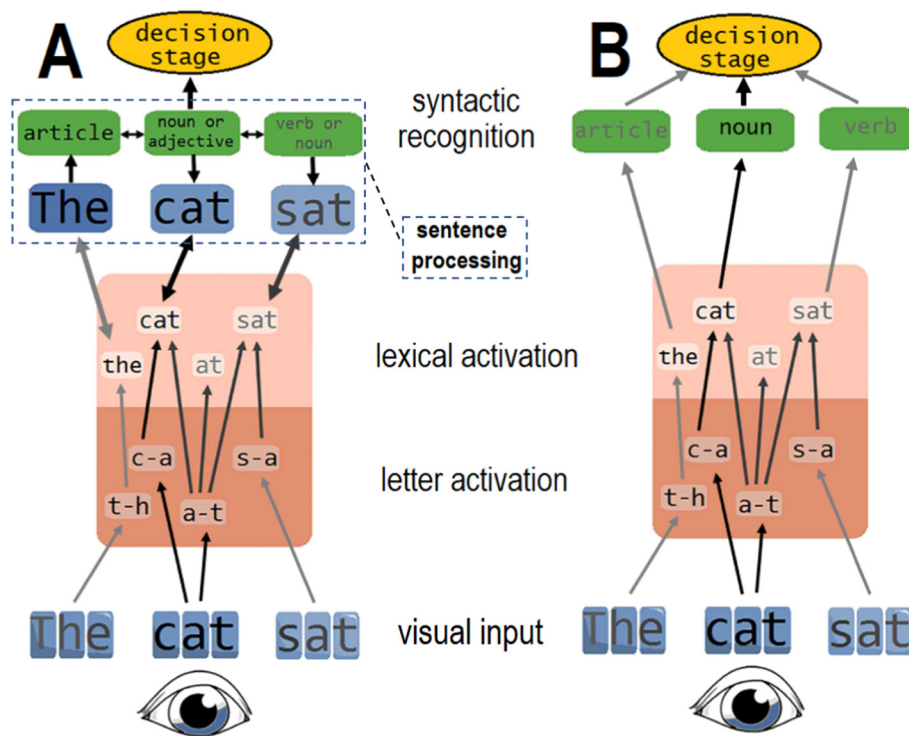 A
decision
stage
article
noun or
adjective
verb or
noun
The
cat
sat
sentence
processing
cat
sat
the
at
c-a
s-a
t-h
a-t
The
cat
sat
syntactic
recognition
lexical activation
letter activation
visual input
B
decision
stage
article
noun
verb
cat
sat
the
at
c-a
s-a
t-h
a-t
The
cat
sat